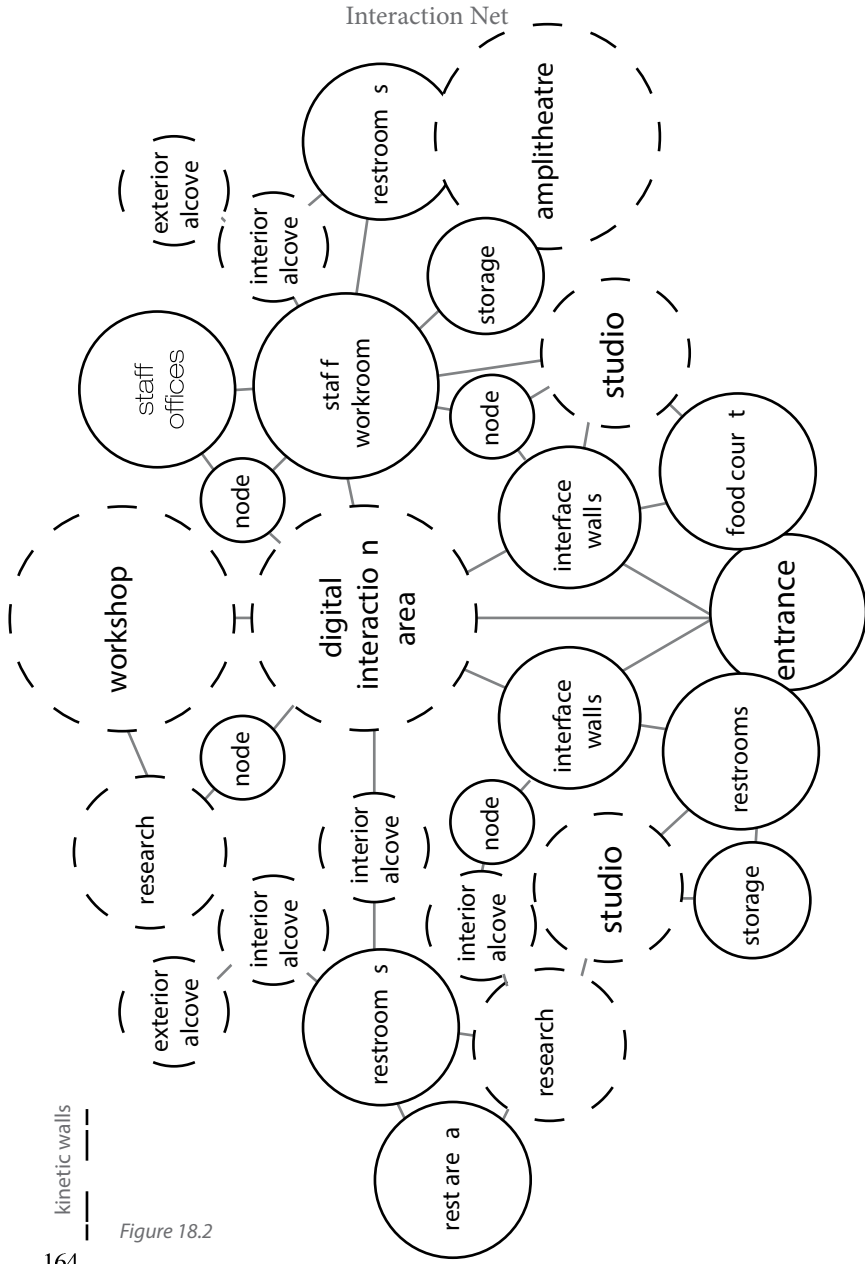 Interaction Net
exterior
alcove
interior
alcove
restroom s
amplitheatre
staff
offices
staf f
workroom
storage
studio
node
node
interface
walls
food cour t
workshop
digital
interactio n
area
entrance
node
interface
walls
restrooms
research
interior
alcove
node
studio
storage
interior
alcove
interior
alcove
exterior
alcove
restroom s
research
rest are a
kinetic walls
Figure 18.2
164